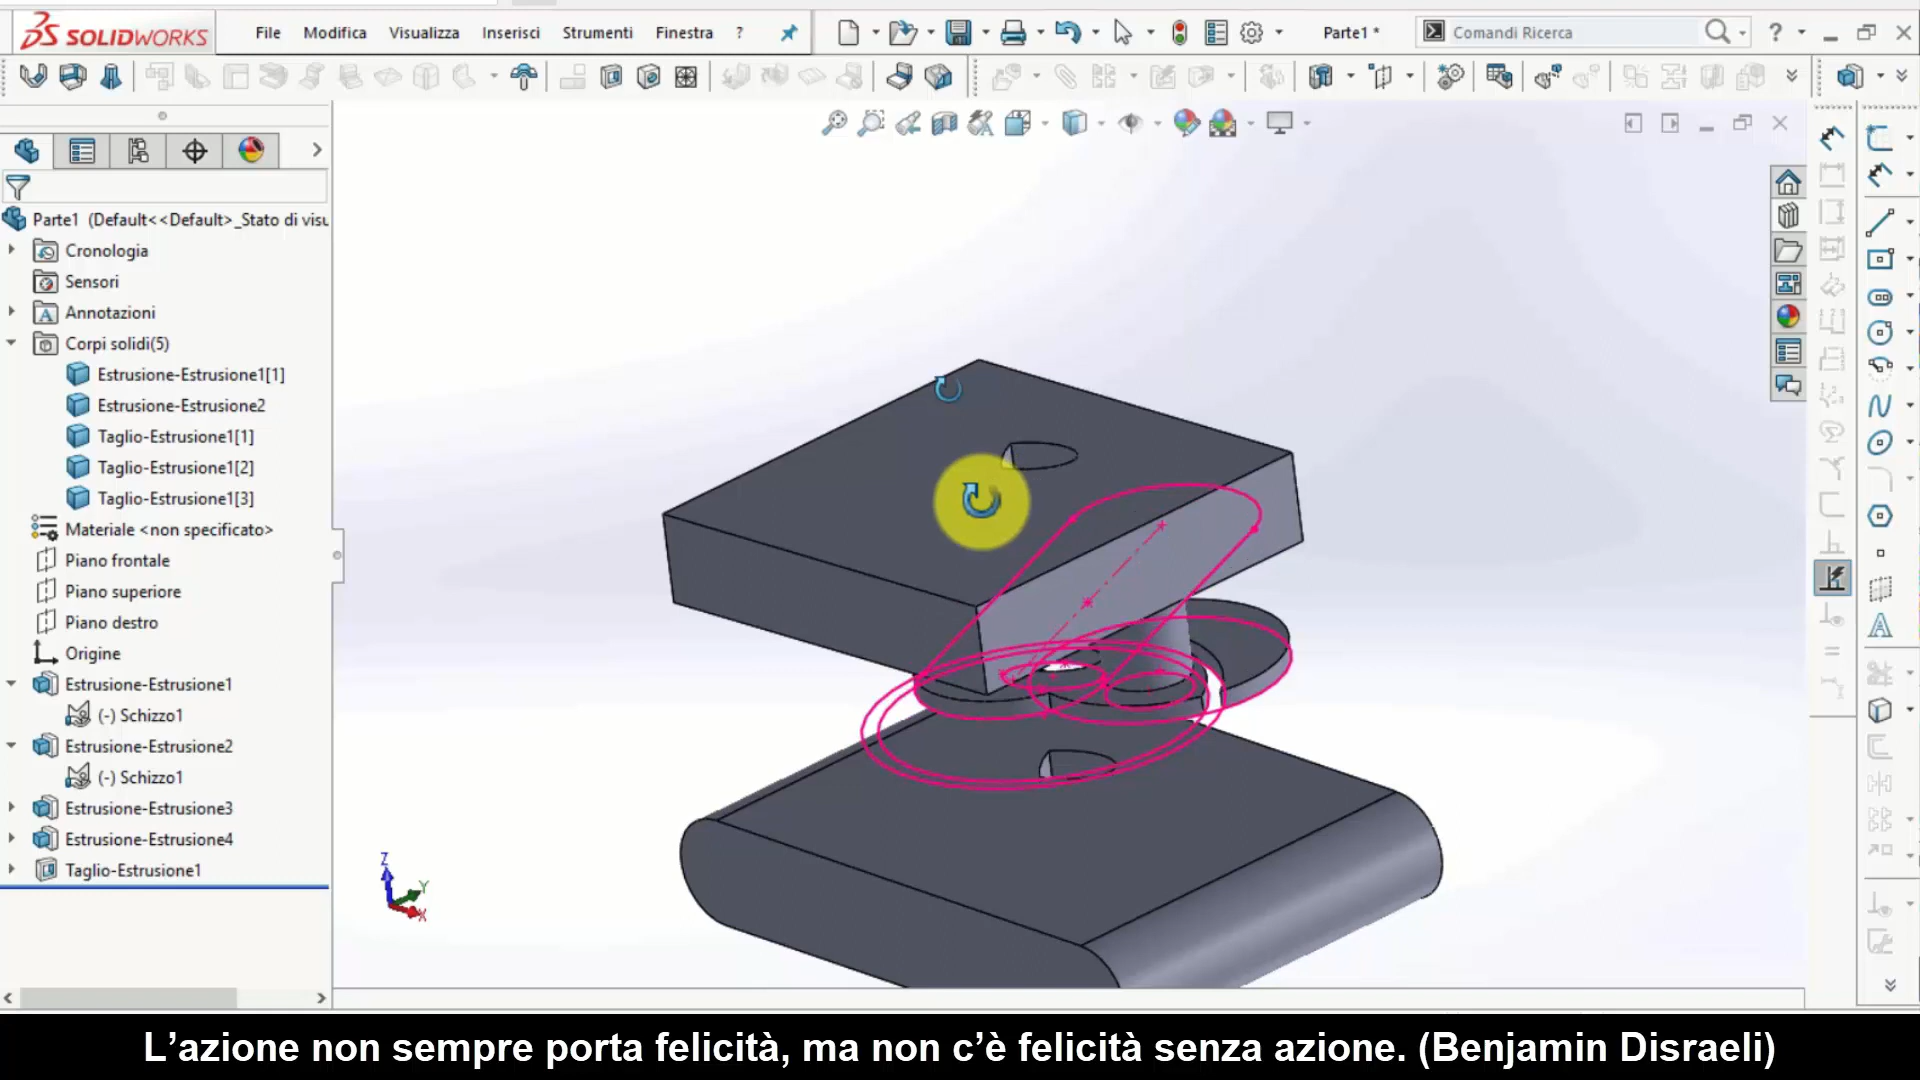 SOLIDWORKS
File Modifica Visualizza Inserisci Strumenti Finestra ?
Parte1 *
Comandi Ricerca
?
Parte1 (Default<<Default>_Stato di visu
Cronologia
Sensori
Annotazioni
Corpi solidi(5)
Estrusione-Estrusione1[1]
Estrusione-Estrusione2
Taglio-Estrusione1[1]
Taglio-Estrusione1[2]
Taglio-Estrusione1[3]
Materiale <non specificato>
Piano frontale
Piano superiore
Piano destro
Origine
Estrusione-Estrusione1
(-) Schizzo1
Estrusione-Estrusione2
(-) Schizzo1
Estrusione-Estrusione3
Estrusione-Estrusione4
Taglio-Estrusione1
Z
Y
X
L’azione non sempre porta felicità, ma non c’è felicità senza azione. (Benjamin Disraeli)